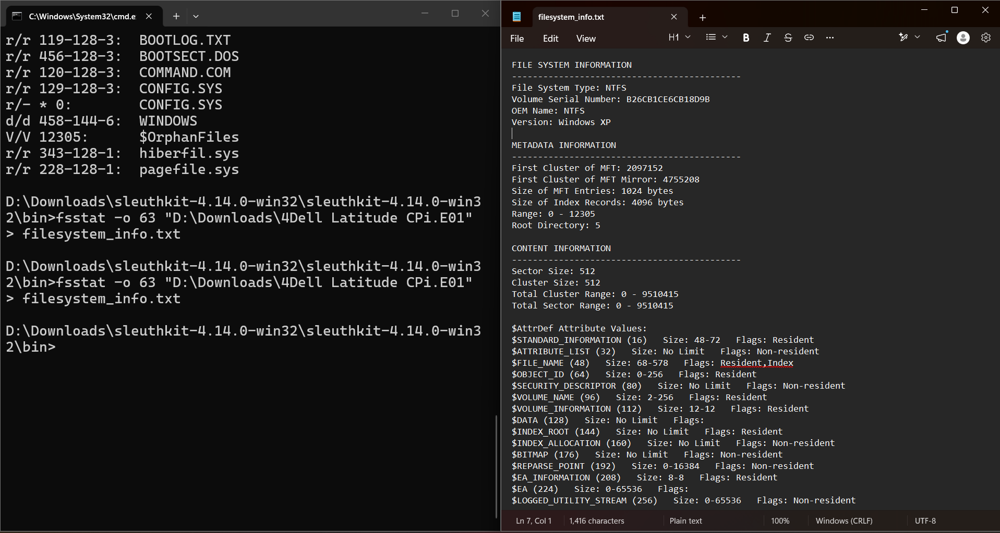 C:\Windows\System32\cmd.e
r/r 119-128-3:  BOOTLOG.TXT
r/r 456-128-3:  BOOTSECT.DOS
r/r 120-128-3:  COMMAND.COM
r/r 129-128-3:  CONFIG.SYS
r/- * 0:        CONFIG.SYS
d/d 458-144-6:  WINDOWS
V/V 12305:      $OrphanFiles
r/r 343-128-1:  hiberfil.sys
r/r 228-128-1:  pagefile.sys
D:\Downloads\sleuthkit-4.14.0-win32\sleuthkit-4.14.0-win3
2\bin>fsstat -o 63 "D:\Downloads\4Dell Latitude CPi.E01"
> filesystem_info.txt
D:\Downloads\sleuthkit-4.14.0-win32\sleuthkit-4.14.0-win3
2\bin>fsstat -o 63 "D:\Downloads\4Dell Latitude CPi.E01"
> filesystem_info.txt
D:\Downloads\sleuthkit-4.14.0-win32\sleuthkit-4.14.0-win3
2\bin>
filesystem_info.txt
File Edit View H1 B I S
FILE SYSTEM INFORMATION
--------------------------------------------
File System Type: NTFS
Volume Serial Number: B26CB1CE6CB18D9B
OEM Name: NTFS
Version: Windows XP
METADATA INFORMATION
--------------------------------------------
First Cluster of MFT: 2097152
First Cluster of MFT Mirror: 4755208
Size of MFT Entries: 1024 bytes
Size of Index Records: 4096 bytes
Range: 0 - 12305
Root Directory: 5
CONTENT INFORMATION
--------------------------------------------
Sector Size: 512
Cluster Size: 512
Total Cluster Range: 0 - 9510415
Total Sector Range: 0 - 9510415
$AttrDef Attribute Values:
$STANDARD_INFORMATION (16)   Size: 48-72   Flags: Resident
$ATTRIBUTE_LIST (32)   Size: No Limit   Flags: Non-resident
$FILE_NAME (48)   Size: 68-578   Flags: Resident,Index
$OBJECT_ID (64)   Size: 0-256   Flags: Resident
$SECURITY_DESCRIPTOR (80)   Size: No Limit   Flags: Non-resident
$VOLUME_NAME (96)   Size: 2-256   Flags: Resident
$VOLUME_INFORMATION (112)   Size: 12-12   Flags: Resident
$DATA (128)   Size: No Limit   Flags:
$INDEX_ROOT (144)   Size: No Limit   Flags: Resident
$INDEX_ALLOCATION (160)   Size: No Limit   Flags: Non-resident
$BITMAP (176)   Size: No Limit   Flags: Non-resident
$REPARSE_POINT (192)   Size: 0-16384   Flags: Non-resident
$EA_INFORMATION (208)   Size: 8-8   Flags: Resident
$EA (224)   Size: 0-65536   Flags:
$LOGGED_UTILITY_STREAM (256)   Size: 0-65536   Flags: Non-resident
Ln 7, Col 1 1,416 characters Plain text 100% Windows (CRLF) UTF-8